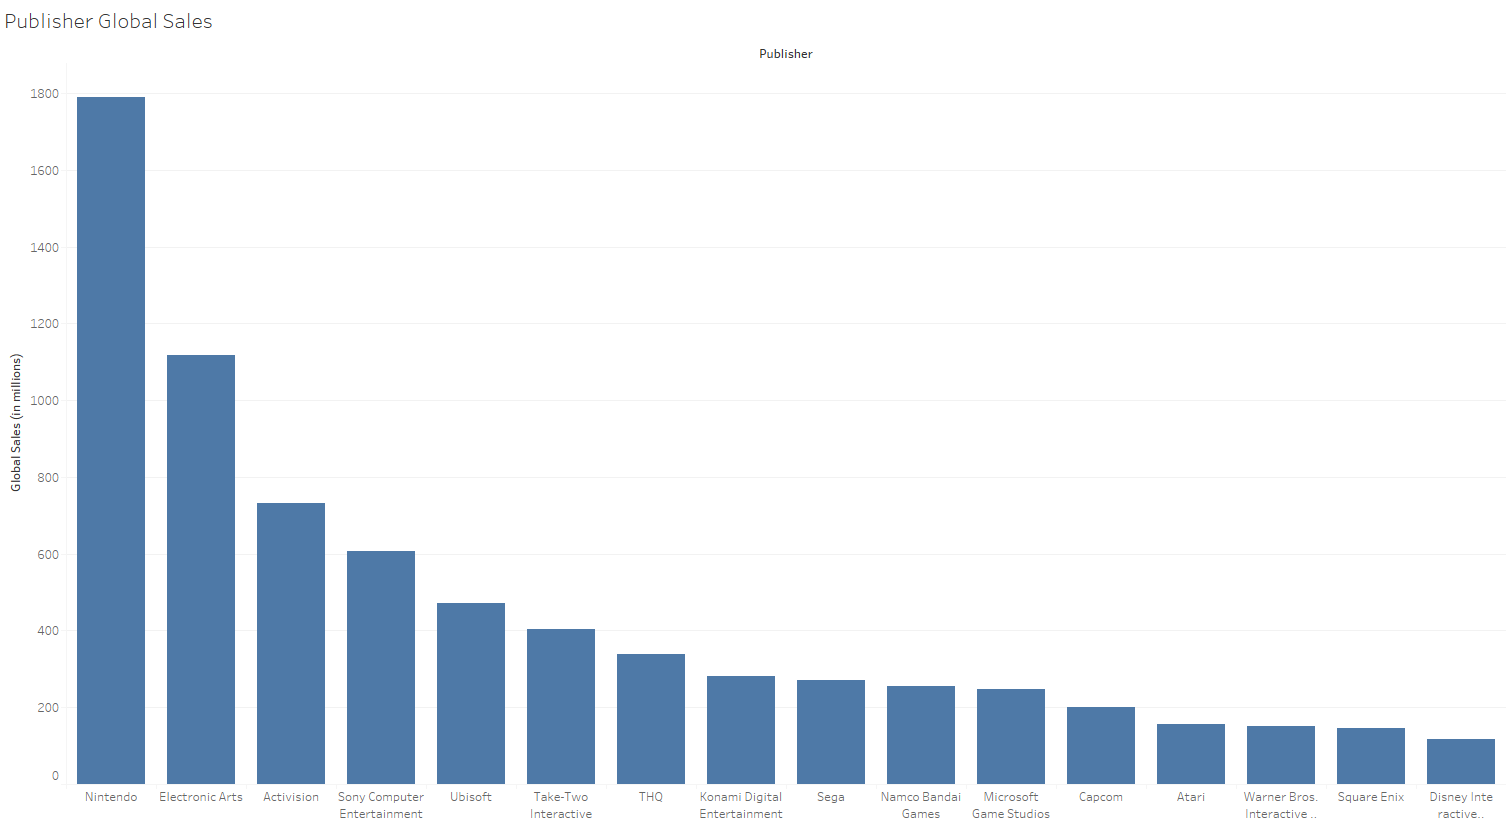 Publisher Global Sales
Publisher
Global Sales (in millions)
1800
1600
1400
1200
1000
800
600
400
200
0
Nintendo
Electronic Arts
Activision
Sony Computer
Entertainment
Ubisoft
Take-Two
Interactive
THQ
Konami Digital
Entertainment
Sega
Namco Bandai
Games
Microsoft
Game Studios
Capcom
Atari
Warner Bros.
Interactive ..
Square Enix
Disney Inte
ractive..